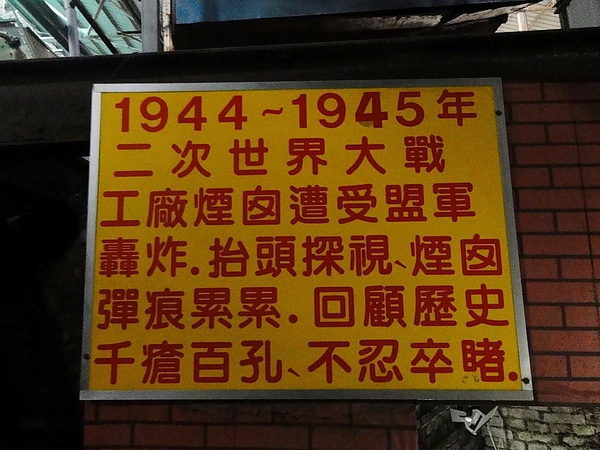 1944~1945年
二次世界大戰
工廠煙囪遭受盟軍
轟炸.抬頭探視、煙囪
彈痕累累.回顧歷史
千瘡百孔、不忍卒睹.